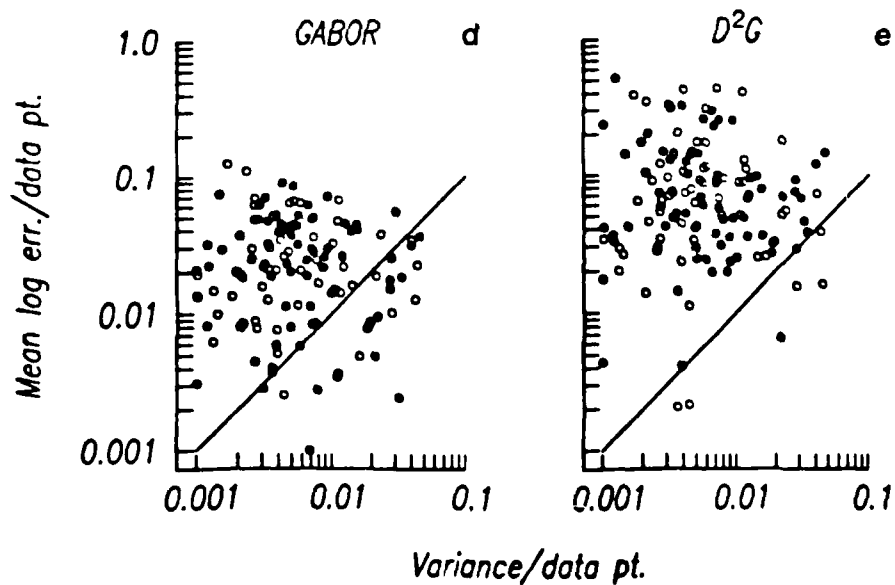 GABOR d D²G e
1.0
0.1
0.01
0.001
Mean log err./data pt.
0.001 0.01 0.1 0.001 0.01 0.1
Variance/data pt.